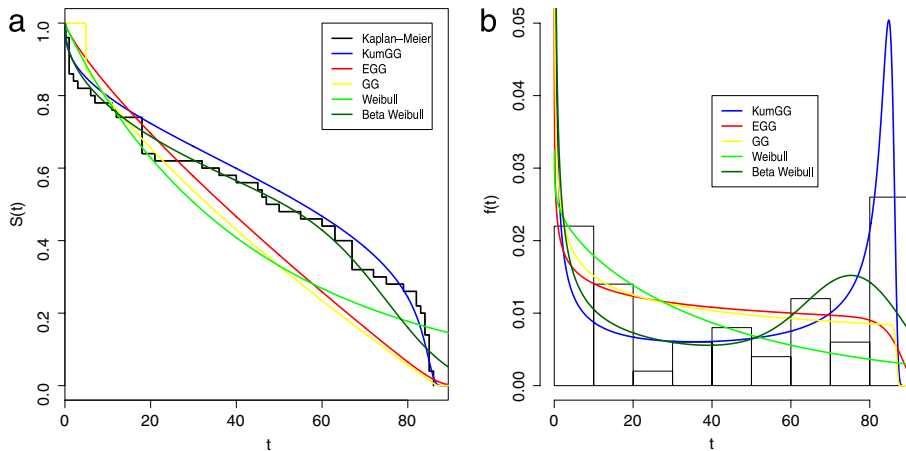 a
Kaplan–Meier
KumGG
EGG
GG
Weibull
Beta Weibull
S(t)
1.0
0.8
0.6
0.4
0.2
0.0
0 20 40 60 80
t
b
KumGG
EGG
GG
Weibull
Beta Weibull
f(t)
0.05
0.04
0.03
0.02
0.01
0.00
0 20 40 60 80
t